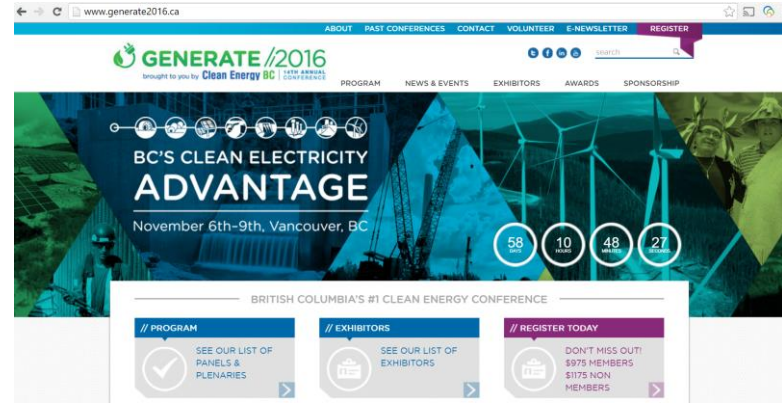 www.generate2016.ca
ABOUT PAST CONFERENCES CONTACT VOLUNTEER E-NEWSLETTER REGISTER
GENERATE //2016
brought to you by Clean Energy BC 14TH ANNUAL CONFERENCE
search
PROGRAM NEWS & EVENTS EXHIBITORS AWARDS SPONSORSHIP
BC'S CLEAN ELECTRICITY
ADVANTAGE
November 6th-9th, Vancouver, BC
58 10 48 27
DAYS HOURS MINUTES SECONDS
BRITISH COLUMBIA'S #1 CLEAN ENERGY CONFERENCE
// PROGRAM
SEE OUR LIST OF
PANELS &
PLENARIES
// EXHIBITORS
SEE OUR LIST OF
EXHIBITORS
// REGISTER TODAY
DON'T MISS OUT!
$975 MEMBERS
$1175 NON
MEMBERS